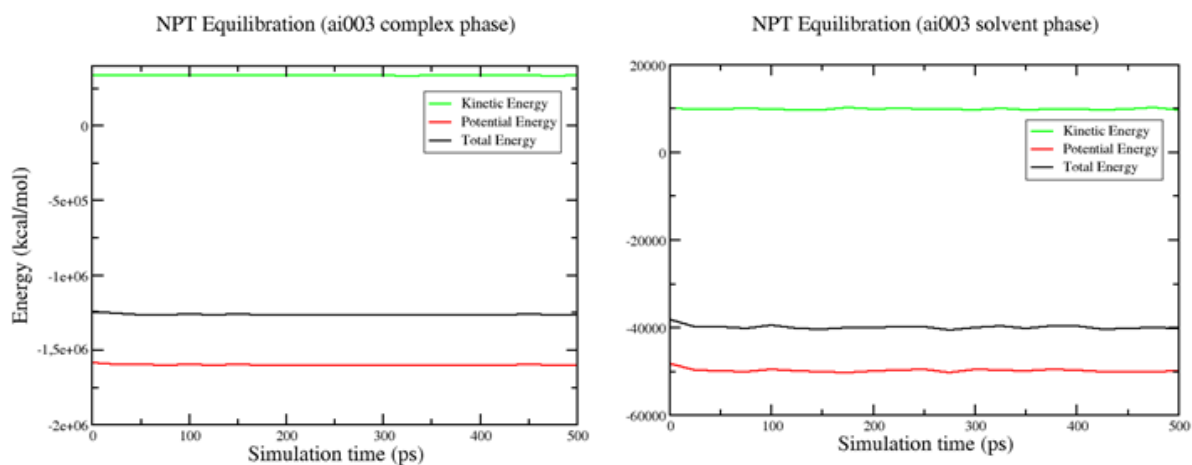 NPT Equilibration (ai003 complex phase)
Kinetic Energy
Potential Energy
Total Energy
Energy (kcal/mol)
0
-5e+05
-1e+06
-1.5e+06
-2e+06
0
100
200
300
400
500
Simulation time (ps)
NPT Equilibration (ai003 solvent phase)
Kinetic Energy
Potential Energy
Total Energy
20000
0
-20000
-40000
-60000
0
100
200
300
400
500
Simulation time (ps)